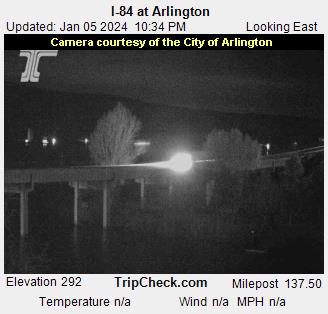 I-84 at Arlington
Updated: Jan 05 2024 10:34 PM Looking East
Camera courtesy of the City of Arlington
Elevation 292 TripCheck.com Milepost 137.50
Temperature n/a Wind n/a MPH n/a